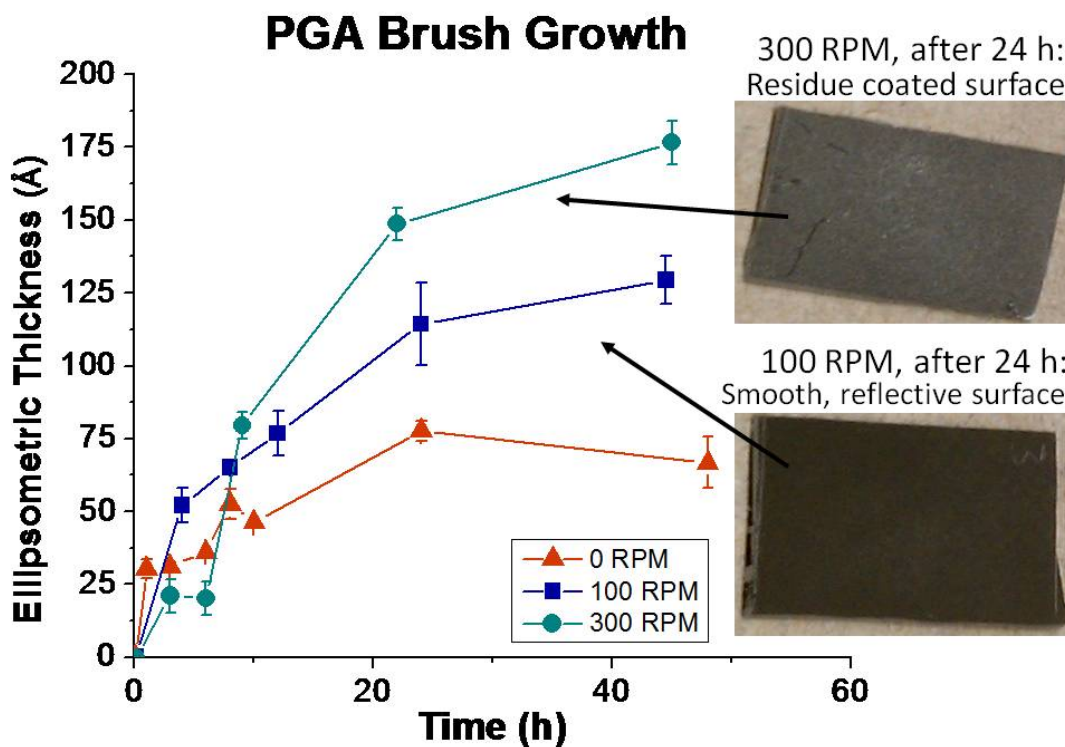 PGA Brush Growth
300 RPM, after 24 h:
Residue coated surface
200
175
150
125
100
75
50
25
0
Ellipsometric Thickness (Å)
100 RPM, after 24 h:
Smooth, reflective surface
0 RPM
100 RPM
300 RPM
0
20
40
60
Time (h)